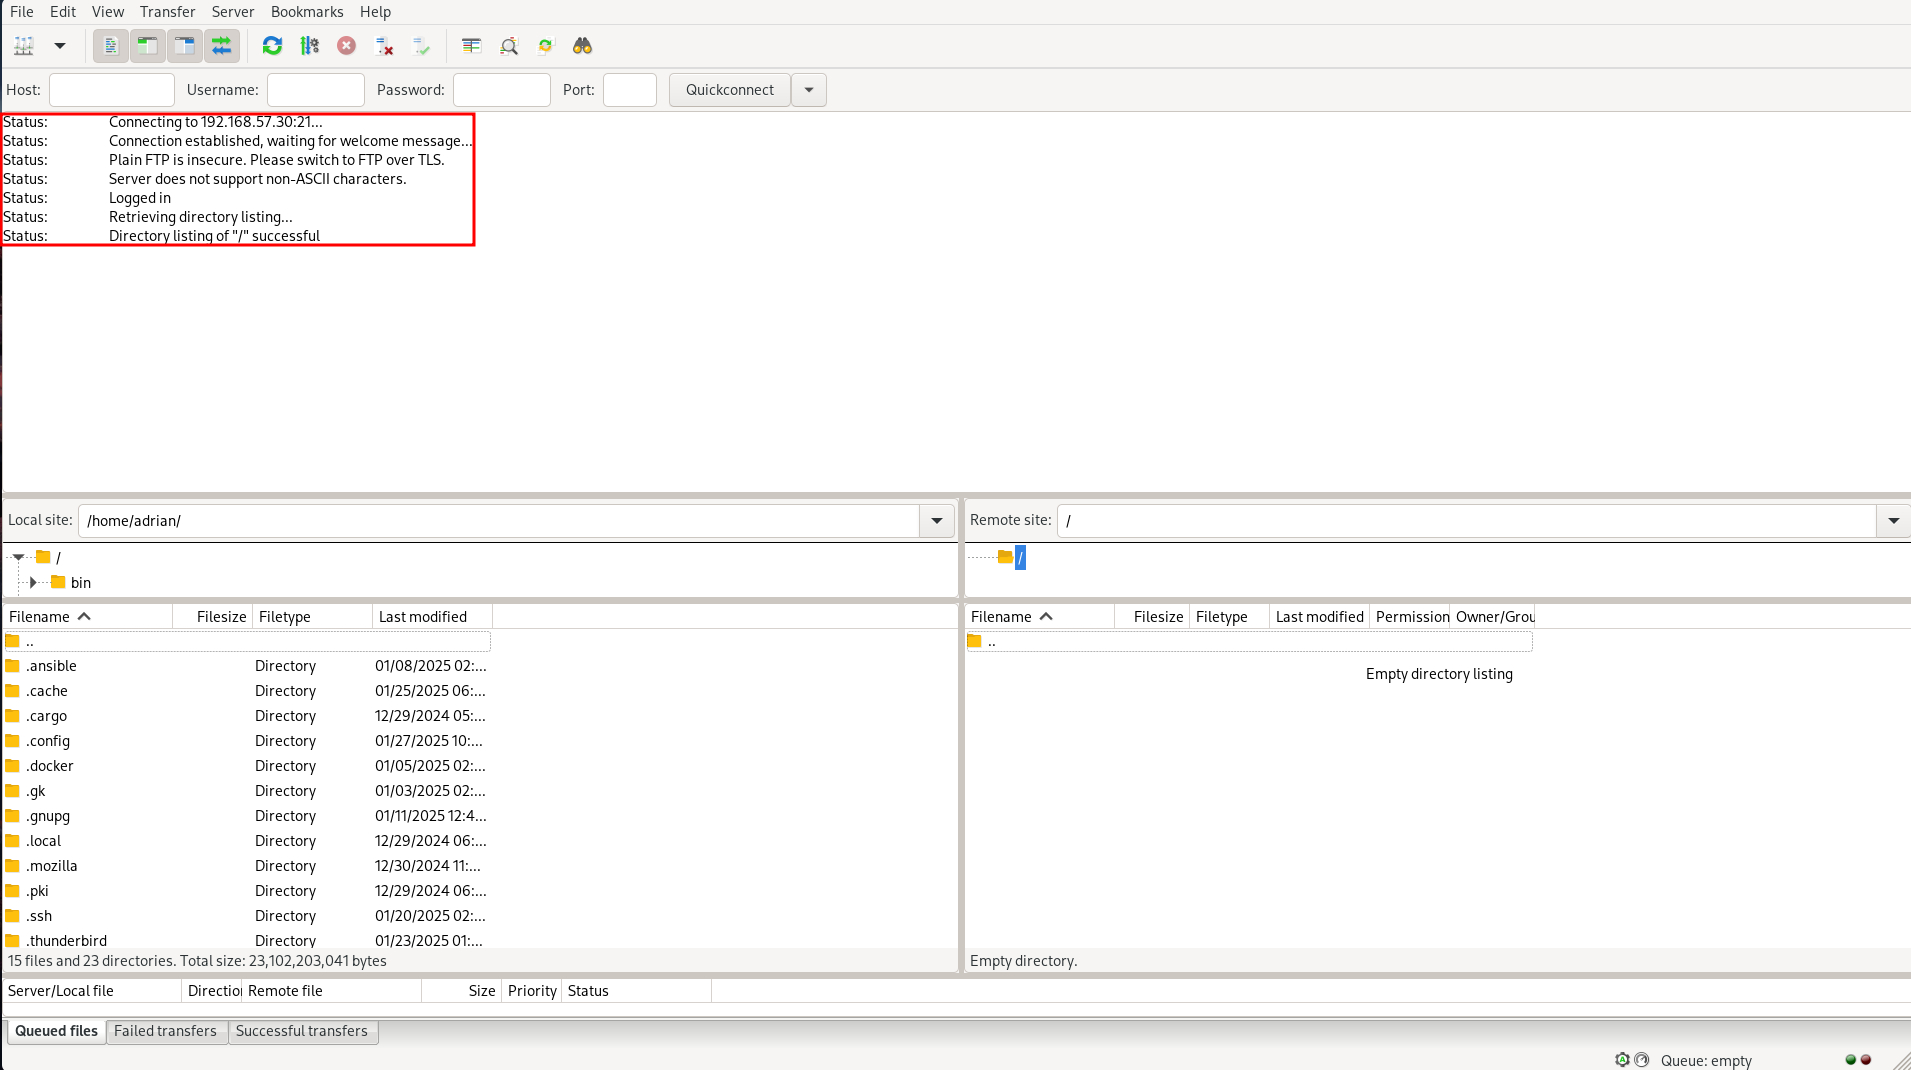 File Edit View Transfer Server Bookmarks Help
Host: Username: Password: Port: Quickconnect
Status: Connecting to 192.168.57.30:21...
Status: Connection established, waiting for welcome message...
Status: Plain FTP is insecure. Please switch to FTP over TLS.
Status: Server does not support non-ASCII characters.
Status: Logged in
Status: Retrieving directory listing...
Status: Directory listing of "/" successful
Local site: /home/adrian/
/
bin
Filename Filesize Filetype Last modified
..
.ansible Directory 01/08/2025 02:...
.cache Directory 01/25/2025 06:...
.cargo Directory 12/29/2024 05:...
.config Directory 01/27/2025 10:...
.docker Directory 01/05/2025 02:...
.gk Directory 01/03/2025 02:...
.gnupg Directory 01/11/2025 12:4...
.local Directory 12/29/2024 06:...
.mozilla Directory 12/30/2024 11:...
.pki Directory 12/29/2024 06:...
.ssh Directory 01/20/2025 02:...
.thunderbird Directory 01/23/2025 01:...
15 files and 23 directories. Total size: 23,102,203,041 bytes
Remote site: /
/
Filename Filesize Filetype Last modified Permission Owner/Grou
..
Empty directory listing
Empty directory.
Server/Local file Direction Remote file Size Priority Status
Queued files Failed transfers Successful transfers
Queue: empty